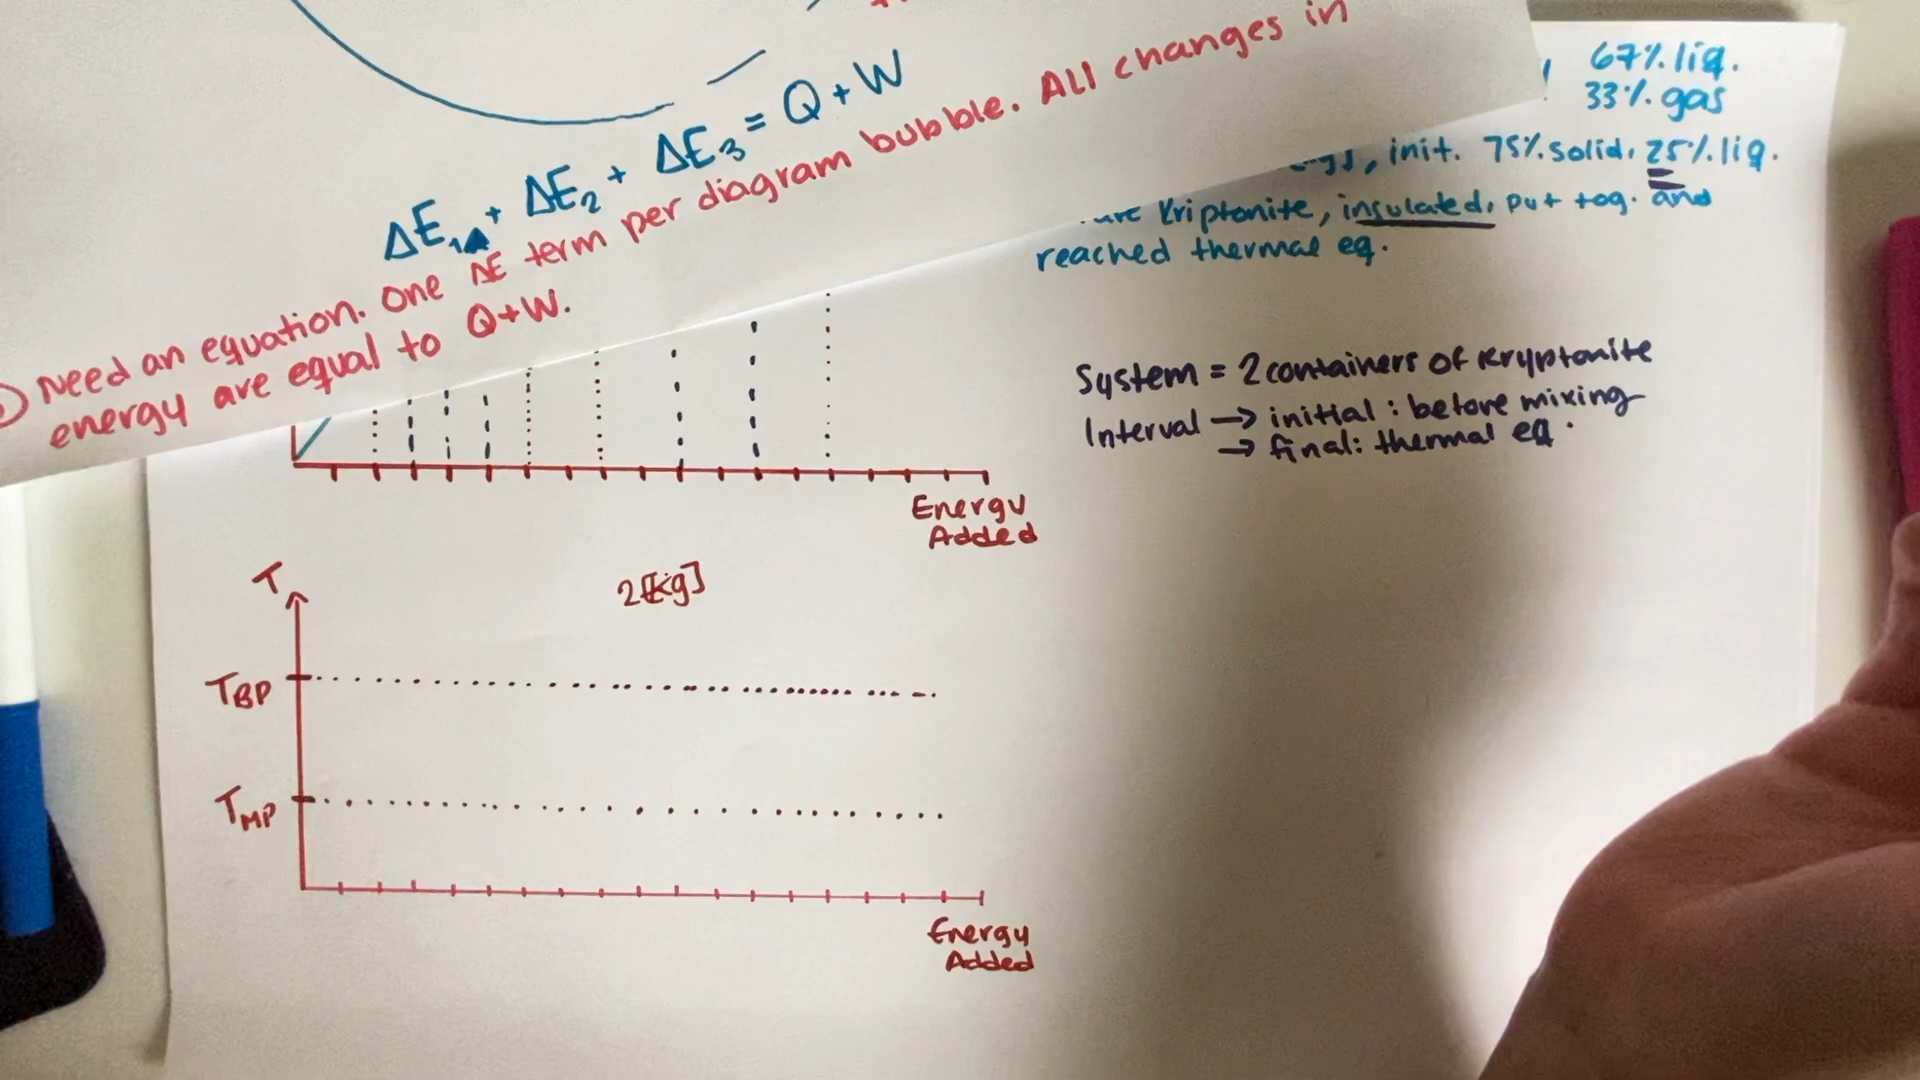 ΔE₁ + ΔE₂ + ΔE₃ = Q + W
Need an equation. One ΔE term per diagram bubble. All changes in
energy are equal to Q+W.
67% liq.
33% gas
init. 75% solid, 25% liq.
Kriptonite, insulated, put tog. and
reached thermal eq.
System = 2 containers of Kryptonite
Interval → initial : before mixing
→ final: thermal eq.
Energy
Added
T
2[kg]
TBP
TMP
Energy
Added